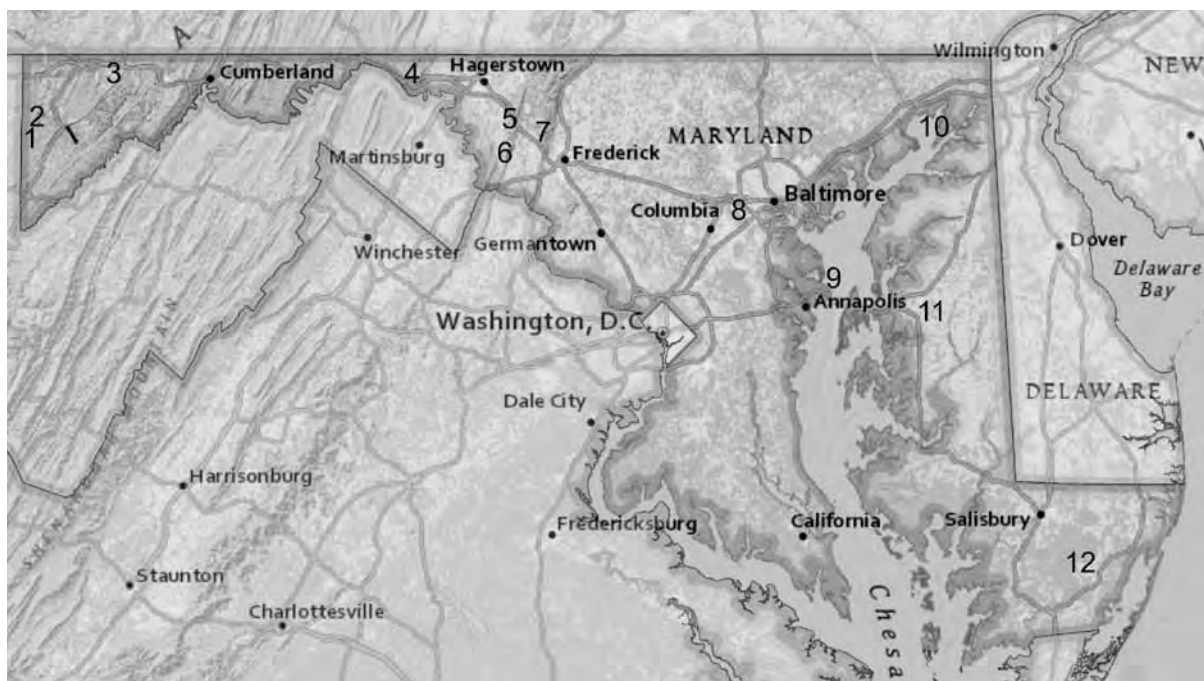 A
Wilmington
NEW
3
Cumberland
4
Hagerstown
2
1
5
7
10
6
MARYLAND
Martinsburg
Frederick
Baltimore
Columbia
8
Winchester
Germantown
Dover
Delaware
Bay
9
Annapolis
11
Washington, D.C.
DELAWARE
Dale City
Harrisonburg
Fredericksburg
California
Salisbury
12
Staunton
Charlottesville
Chesa